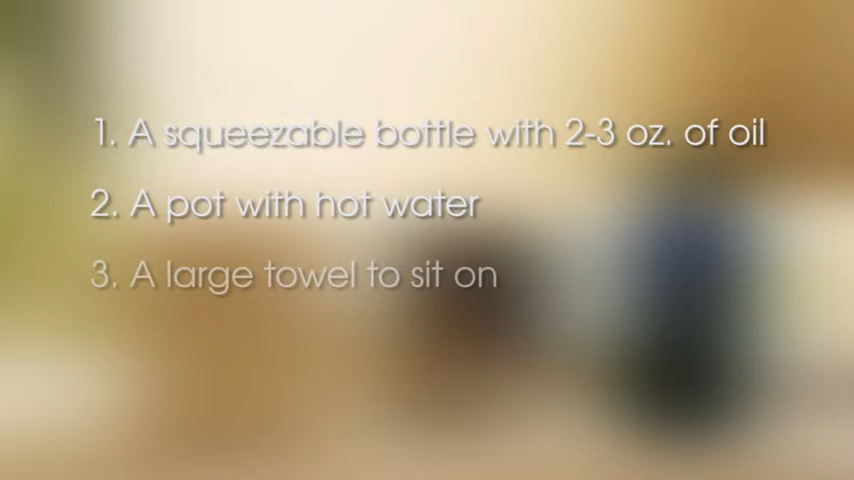 1. A squeezable bottle with 2-3 oz. of oil
2. A pot with hot water
3. A large towel to sit on